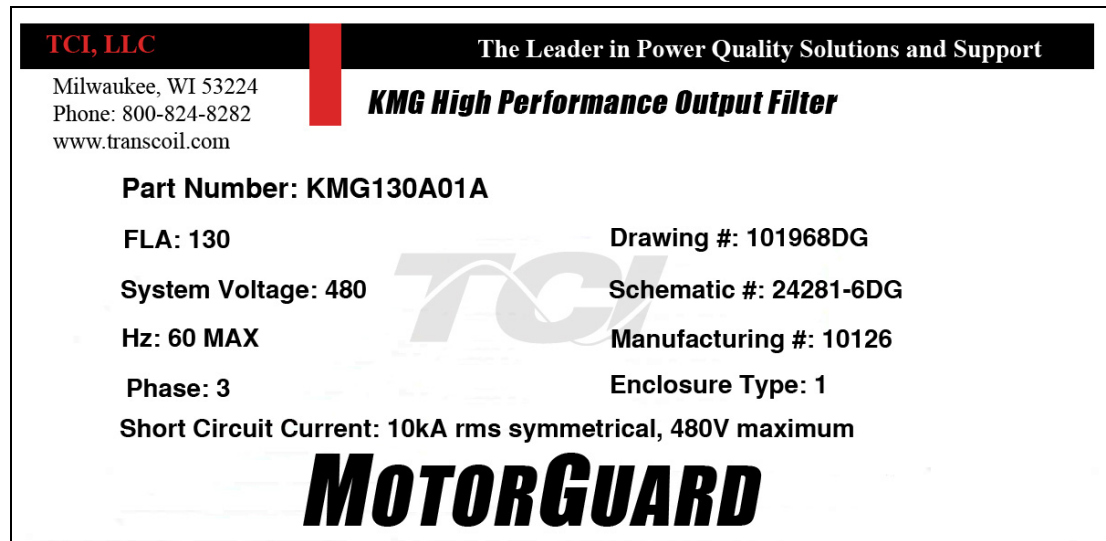 TCI, LLC
The Leader in Power Quality Solutions and Support
Milwaukee, WI 53224
Phone: 800-824-8282
www.transcoil.com
KMG High Performance Output Filter
Part Number: KMG130A01A
FLA: 130
Drawing #: 101968DG
System Voltage: 480
Schematic #: 24281-6DG
Hz: 60 MAX
Manufacturing #: 10126
Phase: 3
Enclosure Type: 1
TCI
Short Circuit Current: 10kA rms symmetrical, 480V maximum
MOTORGUARD